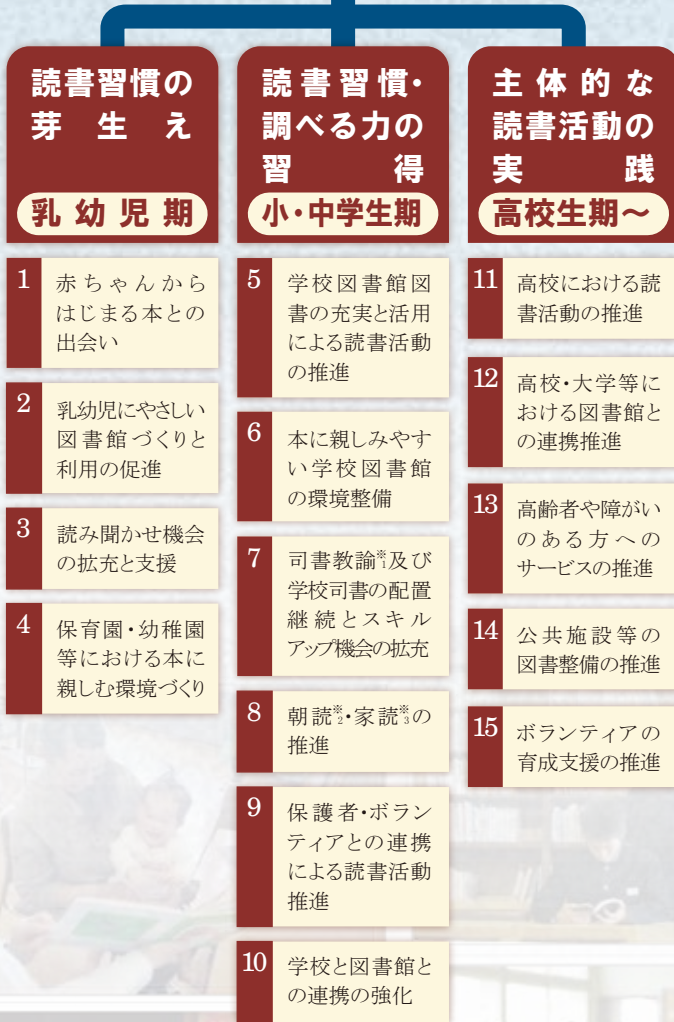 読書習慣の
芽生え
乳幼児期
1 赤ちゃんから
はじまる本との
出会い
2 乳幼児にやさしい
図書館づくりと
利用の促進
3 読み聞かせ機会
の拡充と支援
4 保育園・幼稚園
等における本に
親しむ環境づくり
読書習慣・
調べる力の
習得
小・中学生期
5 学校図書館図
書の充実と活用
による読書活動
の推進
6 本に親しみやす
い学校図書館
の環境整備
7 司書教諭※1及び
学校司書の配置
継続とスキル
アップ機会の拡充
8 朝読※2・家読※3の
推進
9 保護者・ボラン
ティアとの連携
による読書活動
推進
10 学校と図書館と
の連携の強化
主体的な
読書活動の
実践
高校生期～
11 高校における読
書活動の推進
12 高校・大学等に
おける図書館と
の連携推進
13 高齢者や障がい
のある方への
サービスの推進
14 公共施設等の
図書整備の推進
15 ボランティアの
育成支援の推進